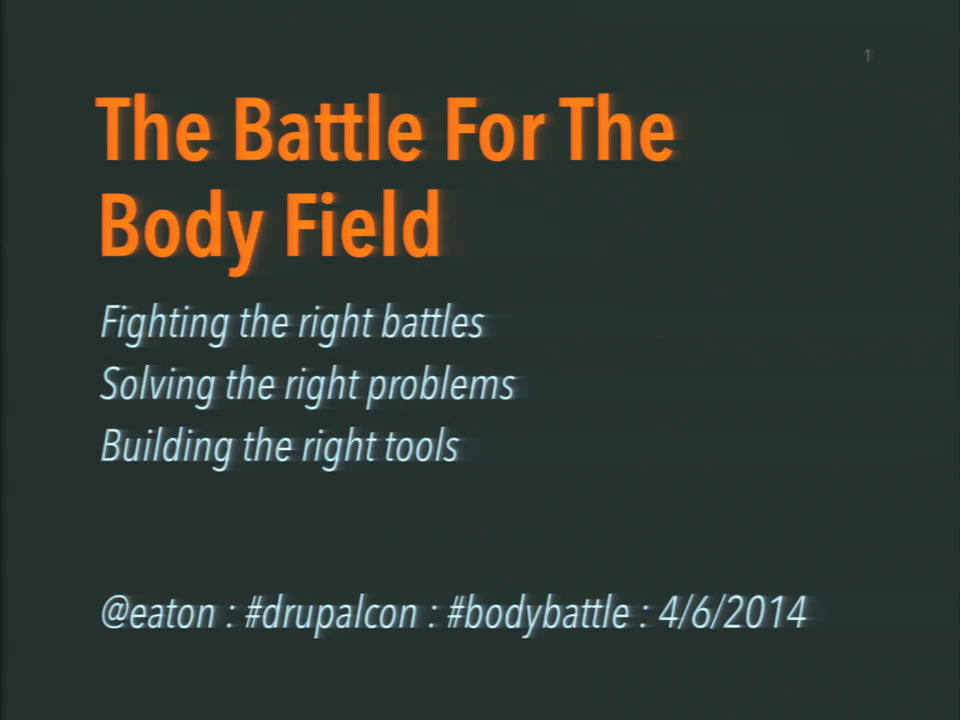 1
The Battle For The
Body Field
Fighting the right battles
Solving the right problems
Building the right tools
@eaton : #drupalcon : #bodybattle : 4/6/2014